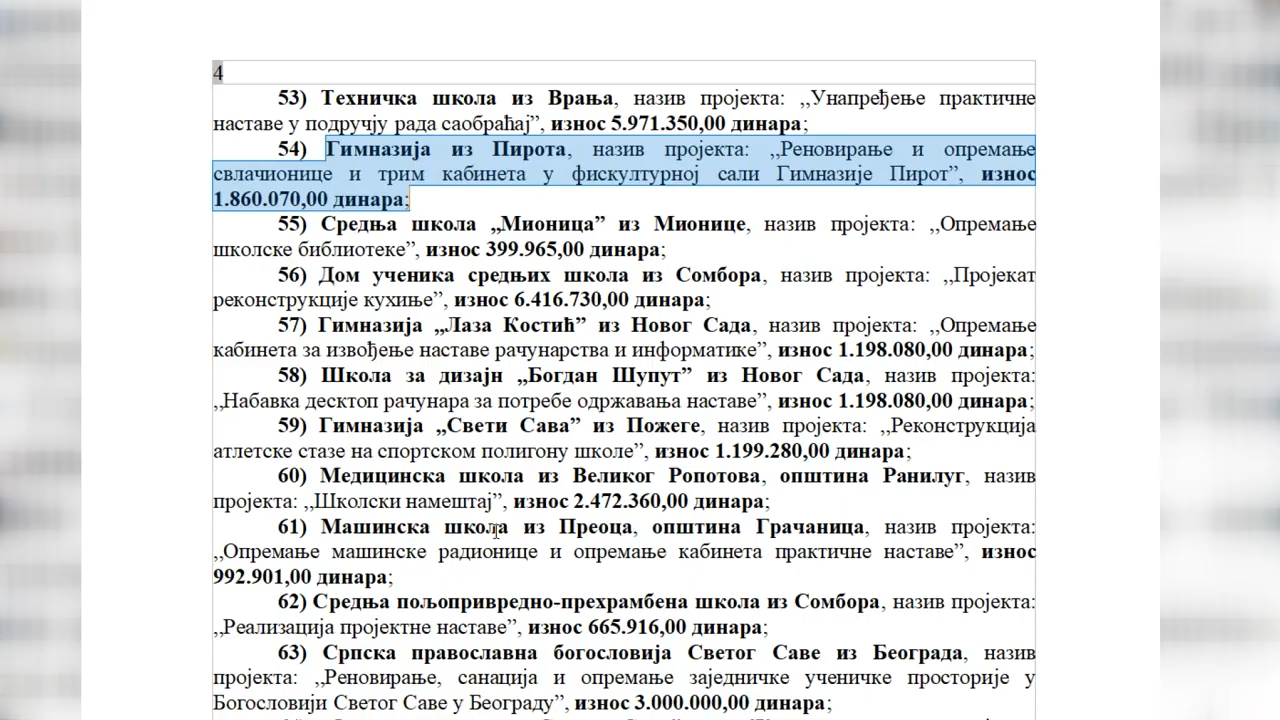 4
53) Техничка школа из Врања, назив пројекта: ,,Унапређење практичне
наставе у подручју рада саобраћај”, износ 5.971.350,00 динара;
54) Гимназија из Пирота, назив пројекта: ,,Реновирање и опремање
свлачионице и трим кабинета у фискултурној сали Гимназије Пирот”, износ
1.860.070,00 динара;
55) Средња школа „Мионица” из Мионице, назив пројекта: ,,Опремање
школске библиотеке”, износ 399.965,00 динара;
56) Дом ученика средњих школа из Сомбора, назив пројекта: ,,Пројекат
реконструкције кухиње”, износ 6.416.730,00 динара;
57) Гимназија „Лаза Костић” из Новог Сада, назив пројекта: ,,Опремање
кабинета за извођење наставе рачунарства и информатике”, износ 1.198.080,00 динара;
58) Школа за дизајн „Богдан Шупут” из Новог Сада, назив пројекта:
,,Набавка десктоп рачунара за потребе одржавања наставе”, износ 1.198.080,00 динара;
59) Гимназија „Свети Сава” из Пожеге, назив пројекта: ,,Реконструкција
атлетске стазе на спортском полигону школе”, износ 1.199.280,00 динара;
60) Медицинска школа из Великог Ропотова, општина Ранилуг, назив
пројекта: ,,Школски намештај”, износ 2.472.360,00 динара;
61) Машинска школа из Преоца, општина Грачаница, назив пројекта:
,,Опремање машинске радионице и опремање кабинета практичне наставе”, износ
992.901,00 динара;
62) Средња пољопривредно-прехрамбена школа из Сомбора, назив пројекта:
,,Реализација пројектне наставе”, износ 665.916,00 динара;
63) Српска православна богословија Светог Саве из Београда, назив
пројекта: ,,Реновирање, санација и опремање заједничке ученичке просторије у
Богословији Светог Саве у Београду”, износ 3.000.000,00 динара;